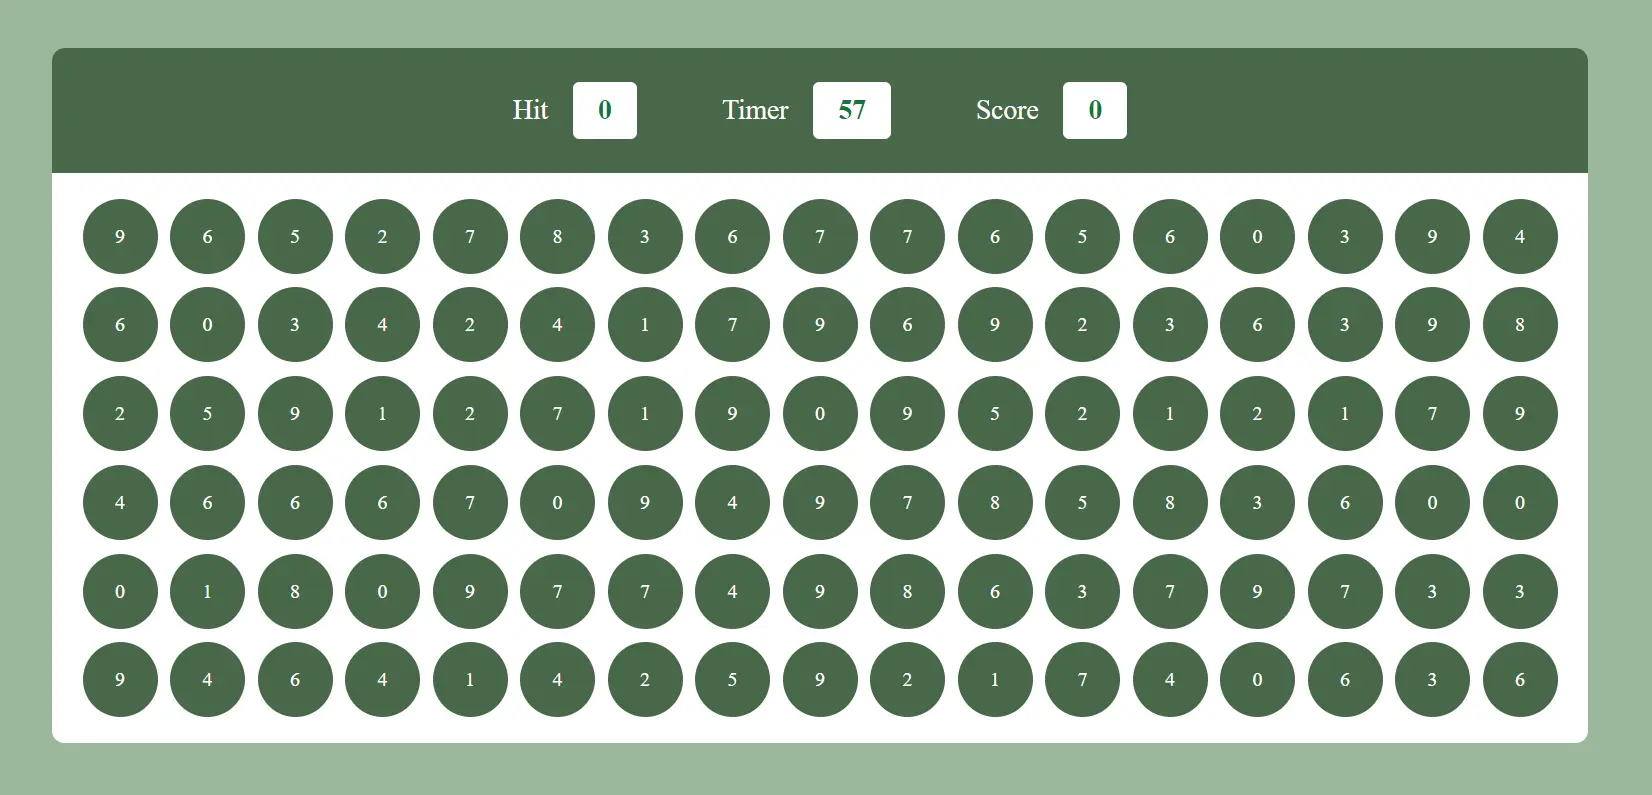 Hit 0 Timer 57 Score 0
9 6 5 2 7 8 3 6 7 7 6 5 6 0 3 9 4
6 0 3 4 2 4 1 7 9 6 9 2 3 6 3 9 8
2 5 9 1 2 7 1 9 0 9 5 2 1 2 1 7 9
4 6 6 6 7 0 9 4 9 7 8 5 8 3 6 0 0
0 1 8 0 9 7 7 4 9 8 6 3 7 9 7 3 3
9 4 6 4 1 4 2 5 9 2 1 7 4 0 6 3 6